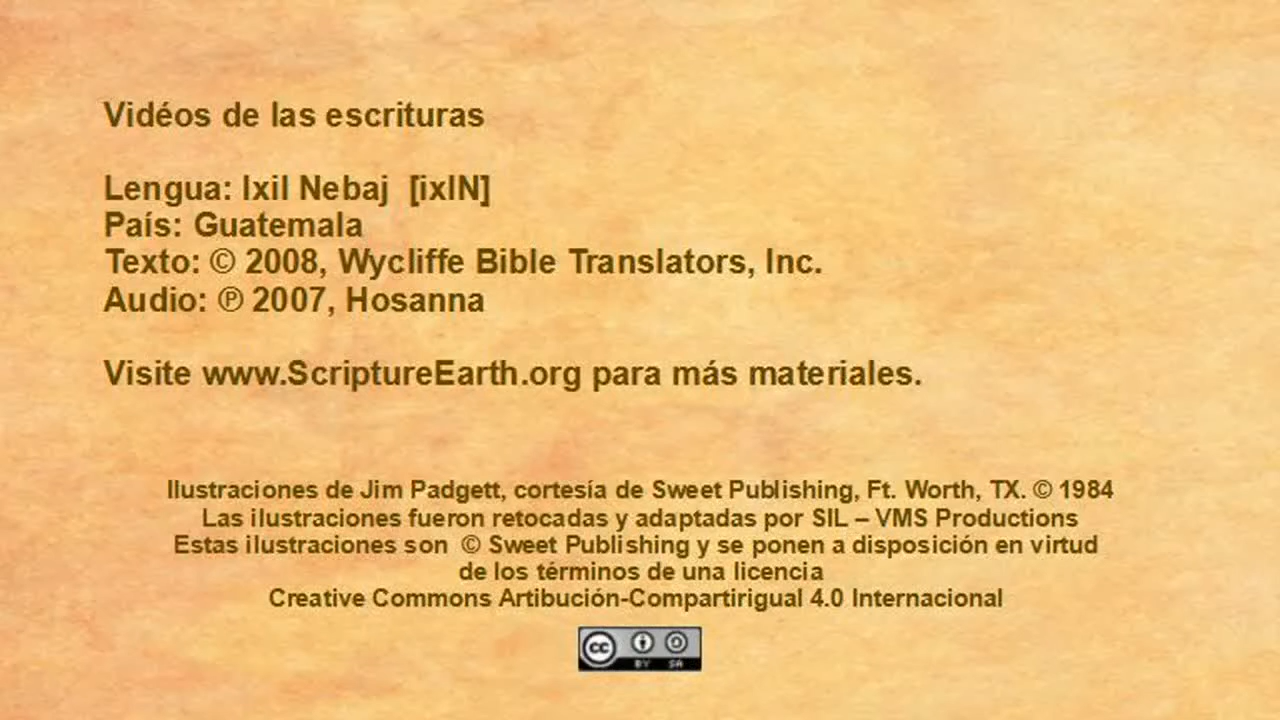 Vidéos de las escrituras
Lengua: Ixil Nebaj [ixIN]
País: Guatemala
Texto: © 2008, Wycliffe Bible Translators, Inc.
Audio: ℗ 2007, Hosanna
Visite www.ScriptureEarth.org para más materiales.
Ilustraciones de Jim Padgett, cortesía de Sweet Publishing, Ft. Worth, TX. © 1984
Las ilustraciones fueron retocadas y adaptadas por SIL – VMS Productions
Estas ilustraciones son © Sweet Publishing y se ponen a disposición en virtud
de los términos de una licencia
Creative Commons Artibución-Compartirigual 4.0 Internacional
cc BY SA